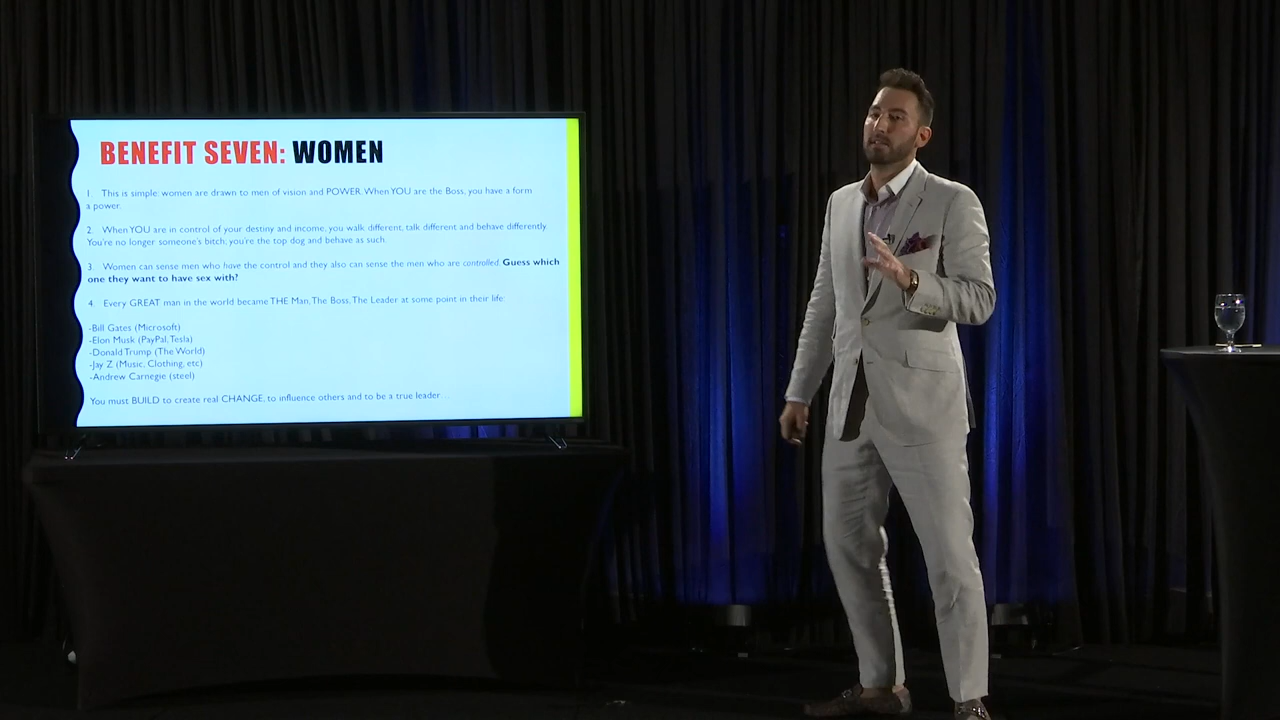 BENEFIT SEVEN: WOMEN
1. This is simple: women are drawn to men of vision and POWER. When YOU are the Boss, you have a form
a power.
2. When YOU are in control of your destiny and income, you walk different, talk different and behave differently.
You're no longer someone's bitch, you're the top dog and behave as such.
3. Women can sense men who have the control and they also can sense the men who are controlled. Guess which
one they want to have sex with?
4. Every GREAT man in the world became THE Man, The Boss, The Leader at some point in their life:
-Bill Gates (Microsoft)
-Elon Musk (PayPal, Tesla)
-Donald Trump (The World)
-Jay Z (Music, Clothing, etc)
-Andrew Carnegie (steel)
You must BUILD to create real CHANGE, to influence others and to be a true leader…